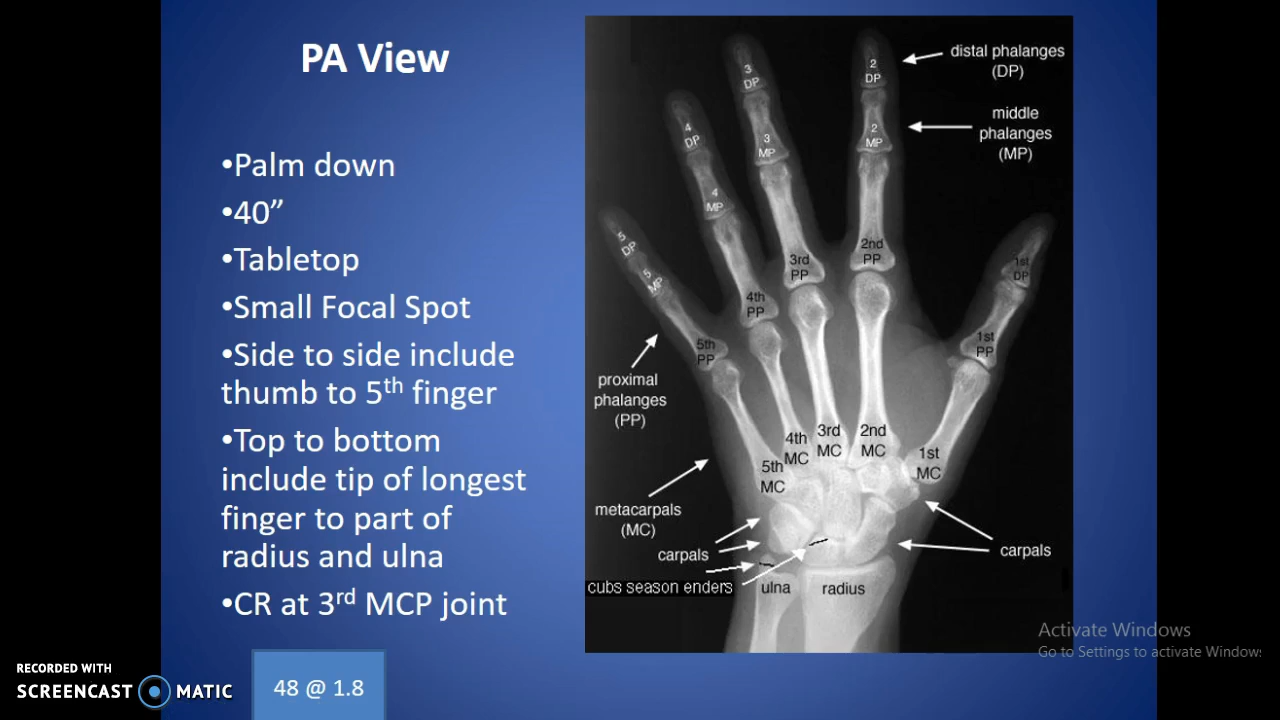 PA View
•Palm down
•40”
•Tabletop
•Small Focal Spot
•Side to side include
thumb to 5th finger
•Top to bottom
include tip of longest
finger to part of
radius and ulna
•CR at 3rd MCP joint
48 @ 1.8
distal phalanges
(DP)
middle
phalanges
(MP)
3
DP
2
DP
4
DP
3
MP
2
MP
4
MP
5
DP
5
MP
2nd
PP
3rd
PP
1st
DP
4th
PP
5th
PP
1st
PP
proximal
phalanges
(PP)
3rd
MC
2nd
MC
4th
MC
1st
MC
5th
MC
metacarpals
(MC)
carpals
carpals
cubs season enders
ulna
radius
Activate Windows
Go to Settings to activate Windows
RECORDED WITH
SCREENCAST MATIC